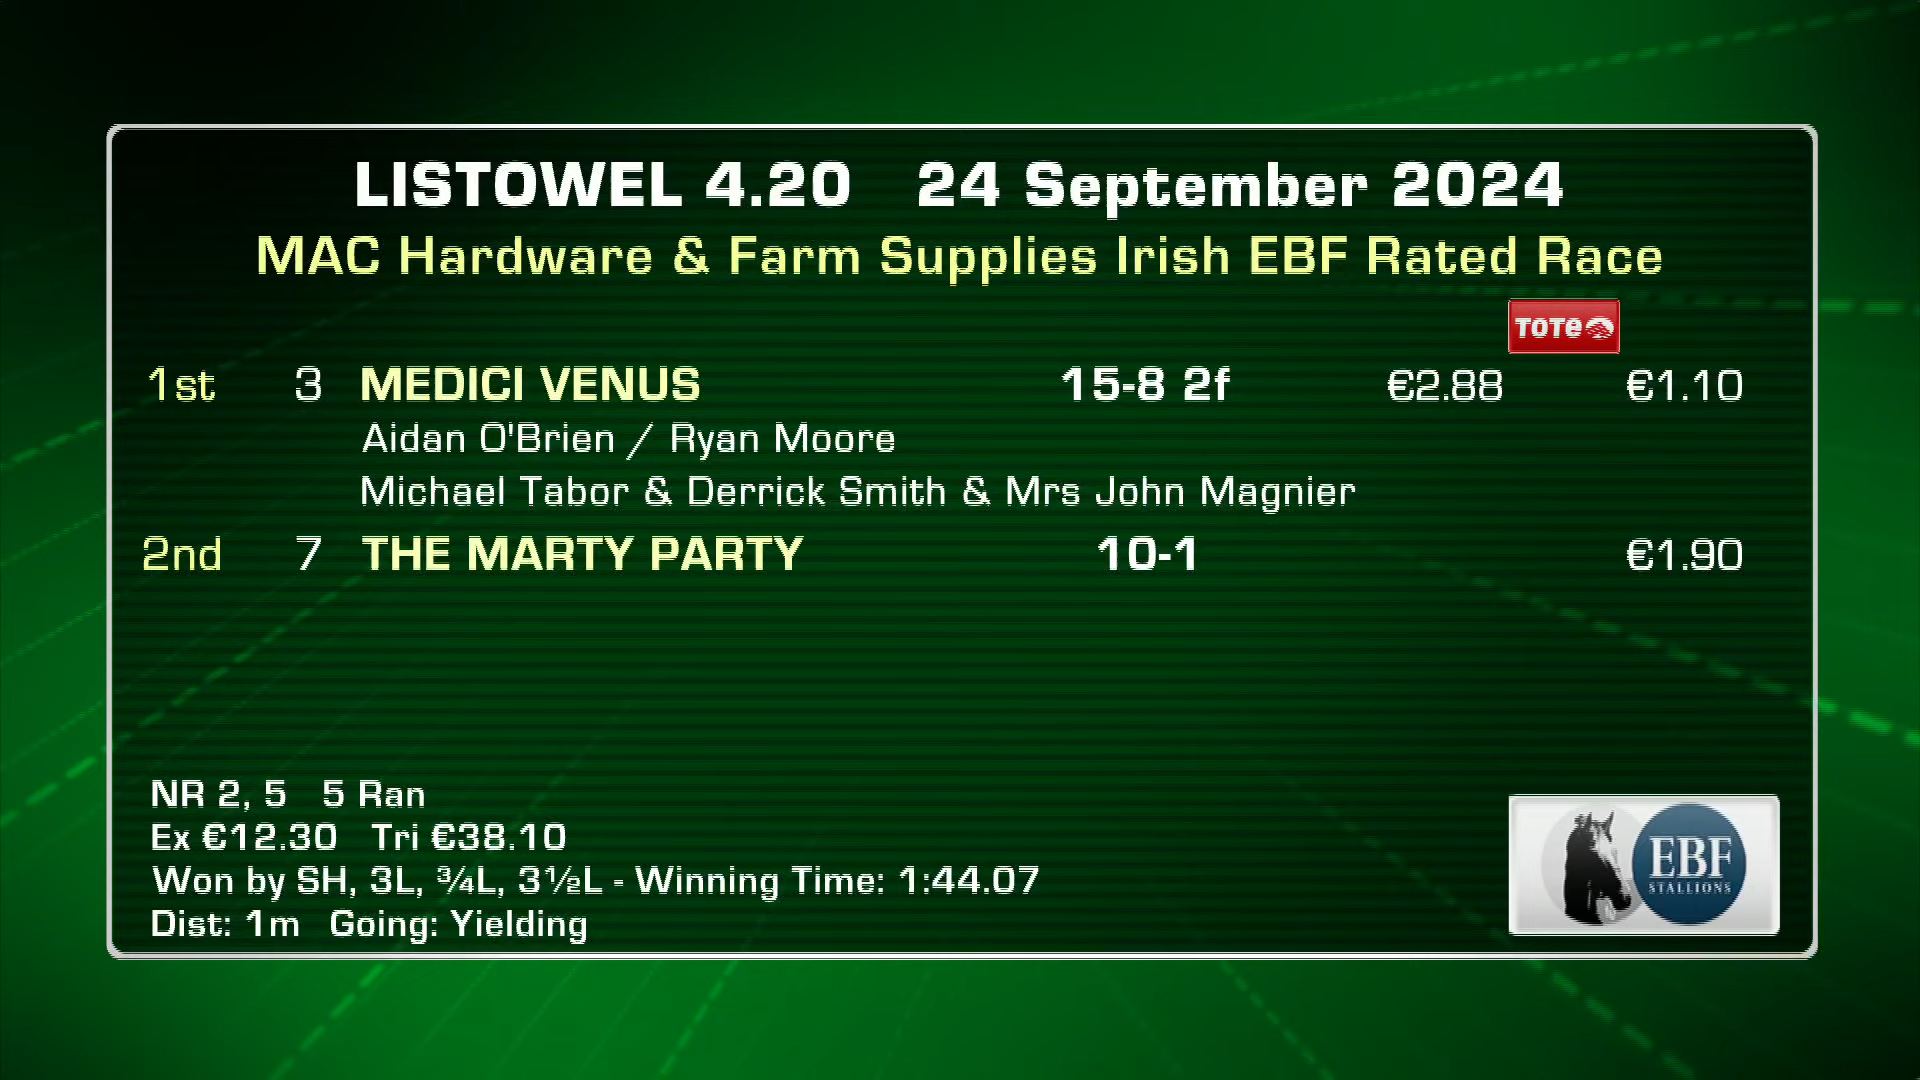 LISTOWEL 4.20 24 September 2024
MAC Hardware & Farm Supplies Irish EBF Rated Race
TOTE
1st 3 MEDICI VENUS 15-8 2f €2.88 €1.10
Aidan O'Brien / Ryan Moore
Michael Tabor & Derrick Smith & Mrs John Magnier
2nd 7 THE MARTY PARTY 10-1 €1.90
NR 2, 5 5 Ran
Ex €12.30 Tri €38.10
Won by SH, 3L, ¾L, 3½L - Winning Time: 1:44.07
Dist: 1m Going: Yielding
EBF
STALLIONS